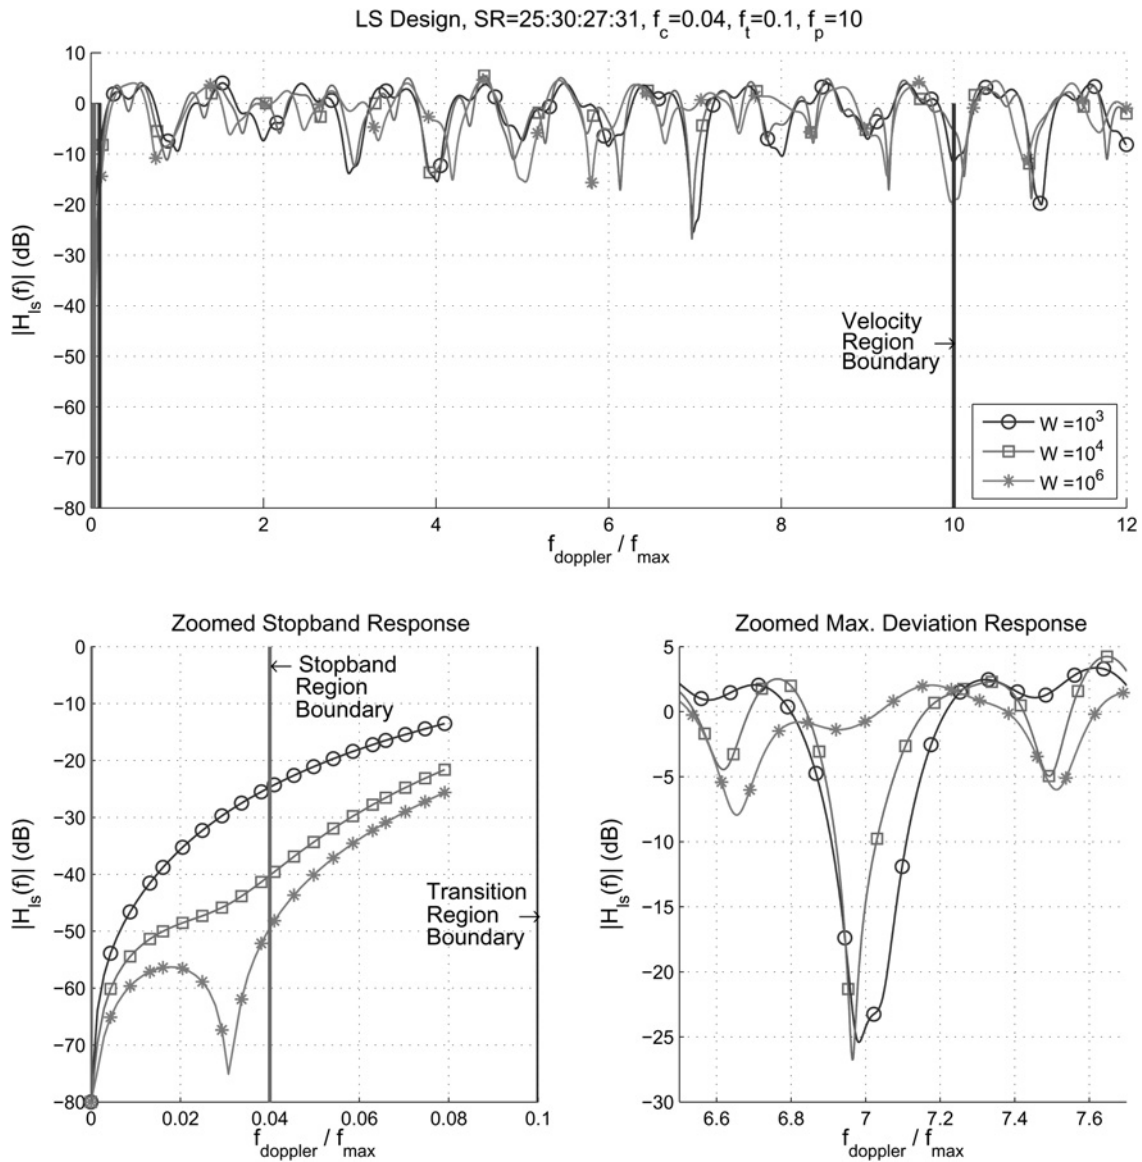 LS Design, SR=25:30:27:31, f_c=0.04, f_t=0.1, f_p=10
|H_ls(f)| (dB)
10
0
−10
−20
−30
−40
−50
−60
−70
−80
0
2
4
6
8
10
12
f_doppler / f_max
Velocity
Region
Boundary
W =10^3
W =10^4
W =10^6
Zoomed Stopband Response
|H_ls(f)| (dB)
0
−10
−20
−30
−40
−50
−60
−70
−80
0
0.02
0.04
0.06
0.08
0.1
f_doppler / f_max
Stopband
Region
Boundary
Transition
Region
Boundary
Zoomed Max. Deviation Response
|H_ls(f)| (dB)
5
0
−5
−10
−15
−20
−25
−30
6.6
6.8
7
7.2
7.4
7.6
f_doppler / f_max